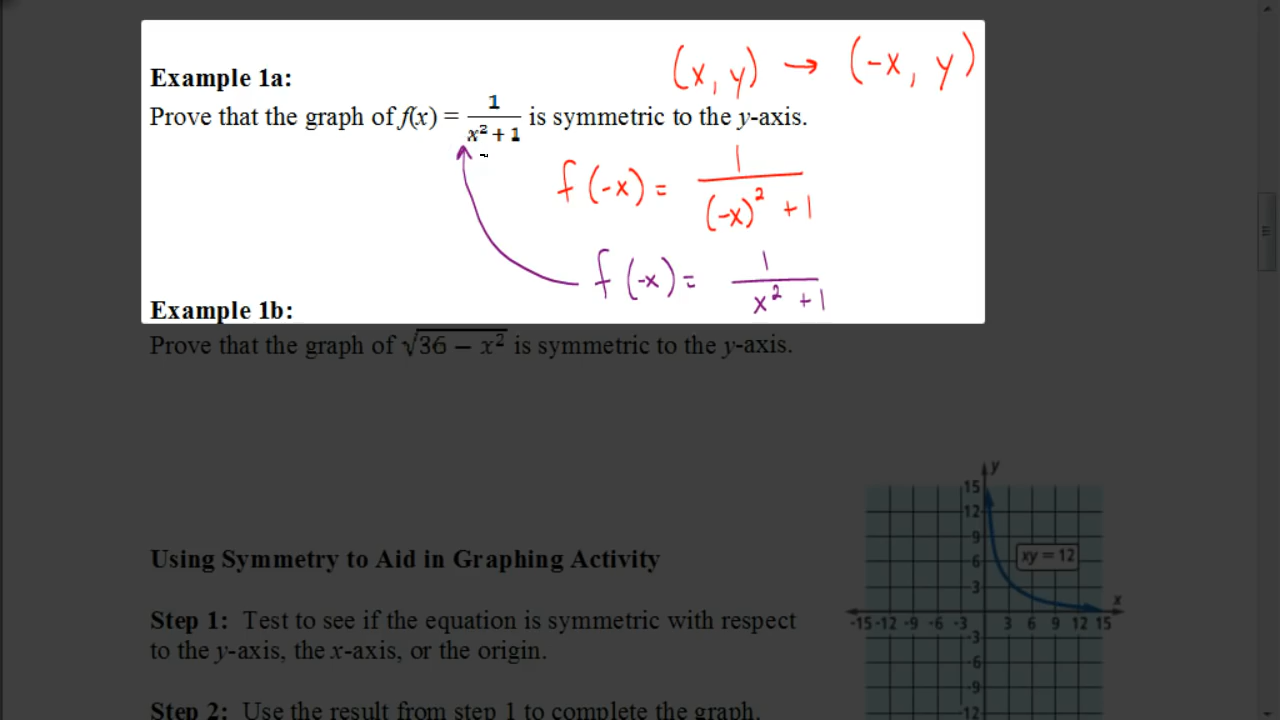 (x, y) → (-x, y)
Example 1a:
Prove that the graph of f(x) = 1/(x² + 1) is symmetric to the y-axis.
f(-x) = 1/((-x)² + 1)
f(-x) = 1/(x² + 1)
Example 1b:
Prove that the graph of √(36 − x²) is symmetric to the y-axis.
y
15
12
9
6
3
xy = 12
x
-15 -12 -9 -6 -3 3 6 9 12 15
-3
-6
-9
-12
Using Symmetry to Aid in Graphing Activity
Step 1: Test to see if the equation is symmetric with respect
to the y-axis, the x-axis, or the origin.
Step 2: Use the result from step 1 to complete the graph.